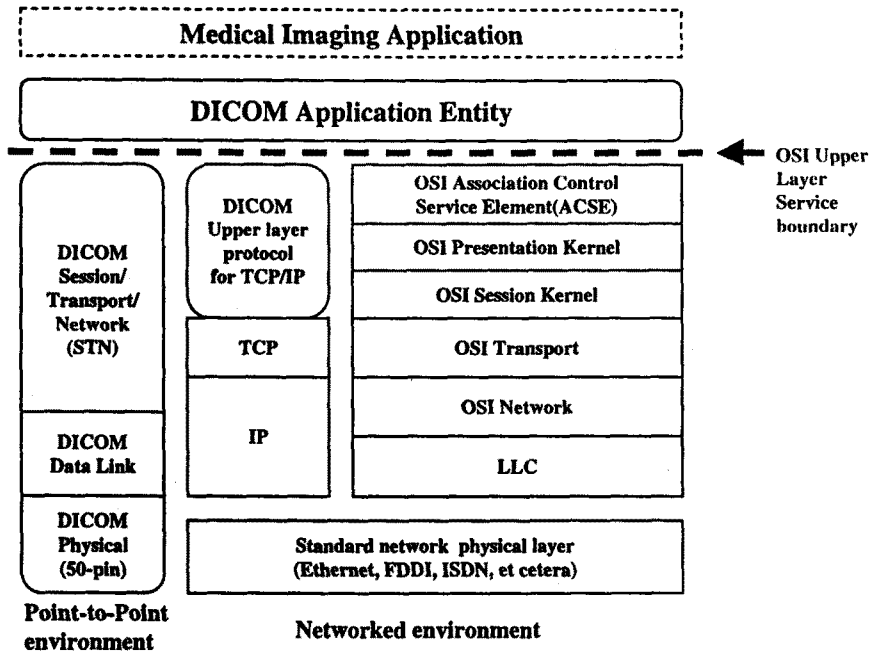 Medical Imaging Application
DICOM Application Entity
OSI Upper
Layer
Service
boundary
DICOM
Session/
Transport/
Network
(STN)
DICOM
Data Link
DICOM
Physical
(50-pin)
DICOM
Upper layer
protocol
for TCP/IP
TCP
IP
OSI Association Control
Service Element(ACSE)
OSI Presentation Kernel
OSI Session Kernel
OSI Transport
OSI Network
LLC
Standard network physical layer
(Ethernet, FDDI, ISDN, et cetera)
Point-to-Point
environment
Networked environment